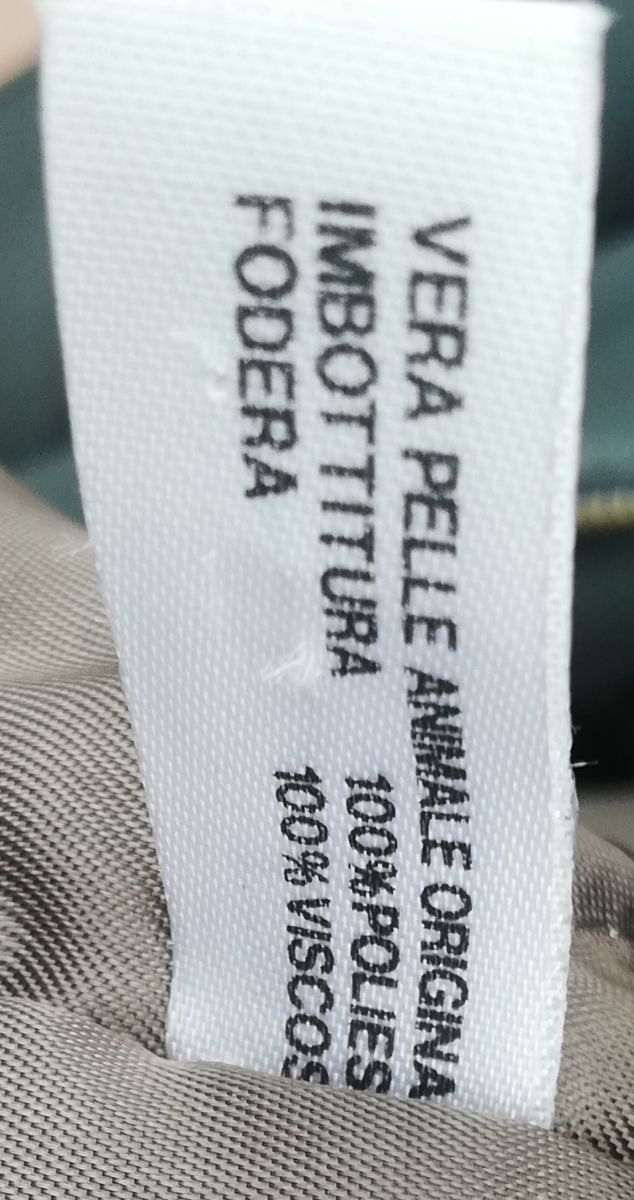 VERA PELLE ANIMALE ORIGINA
IMBOTTITURA 100% POLIES
FODERA 100% VISCOS